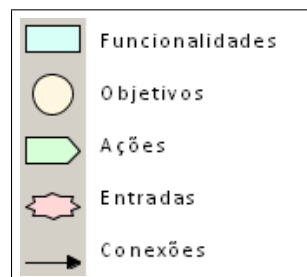 Funcionalidades
Objetivos
Ações
Entradas
Conexões